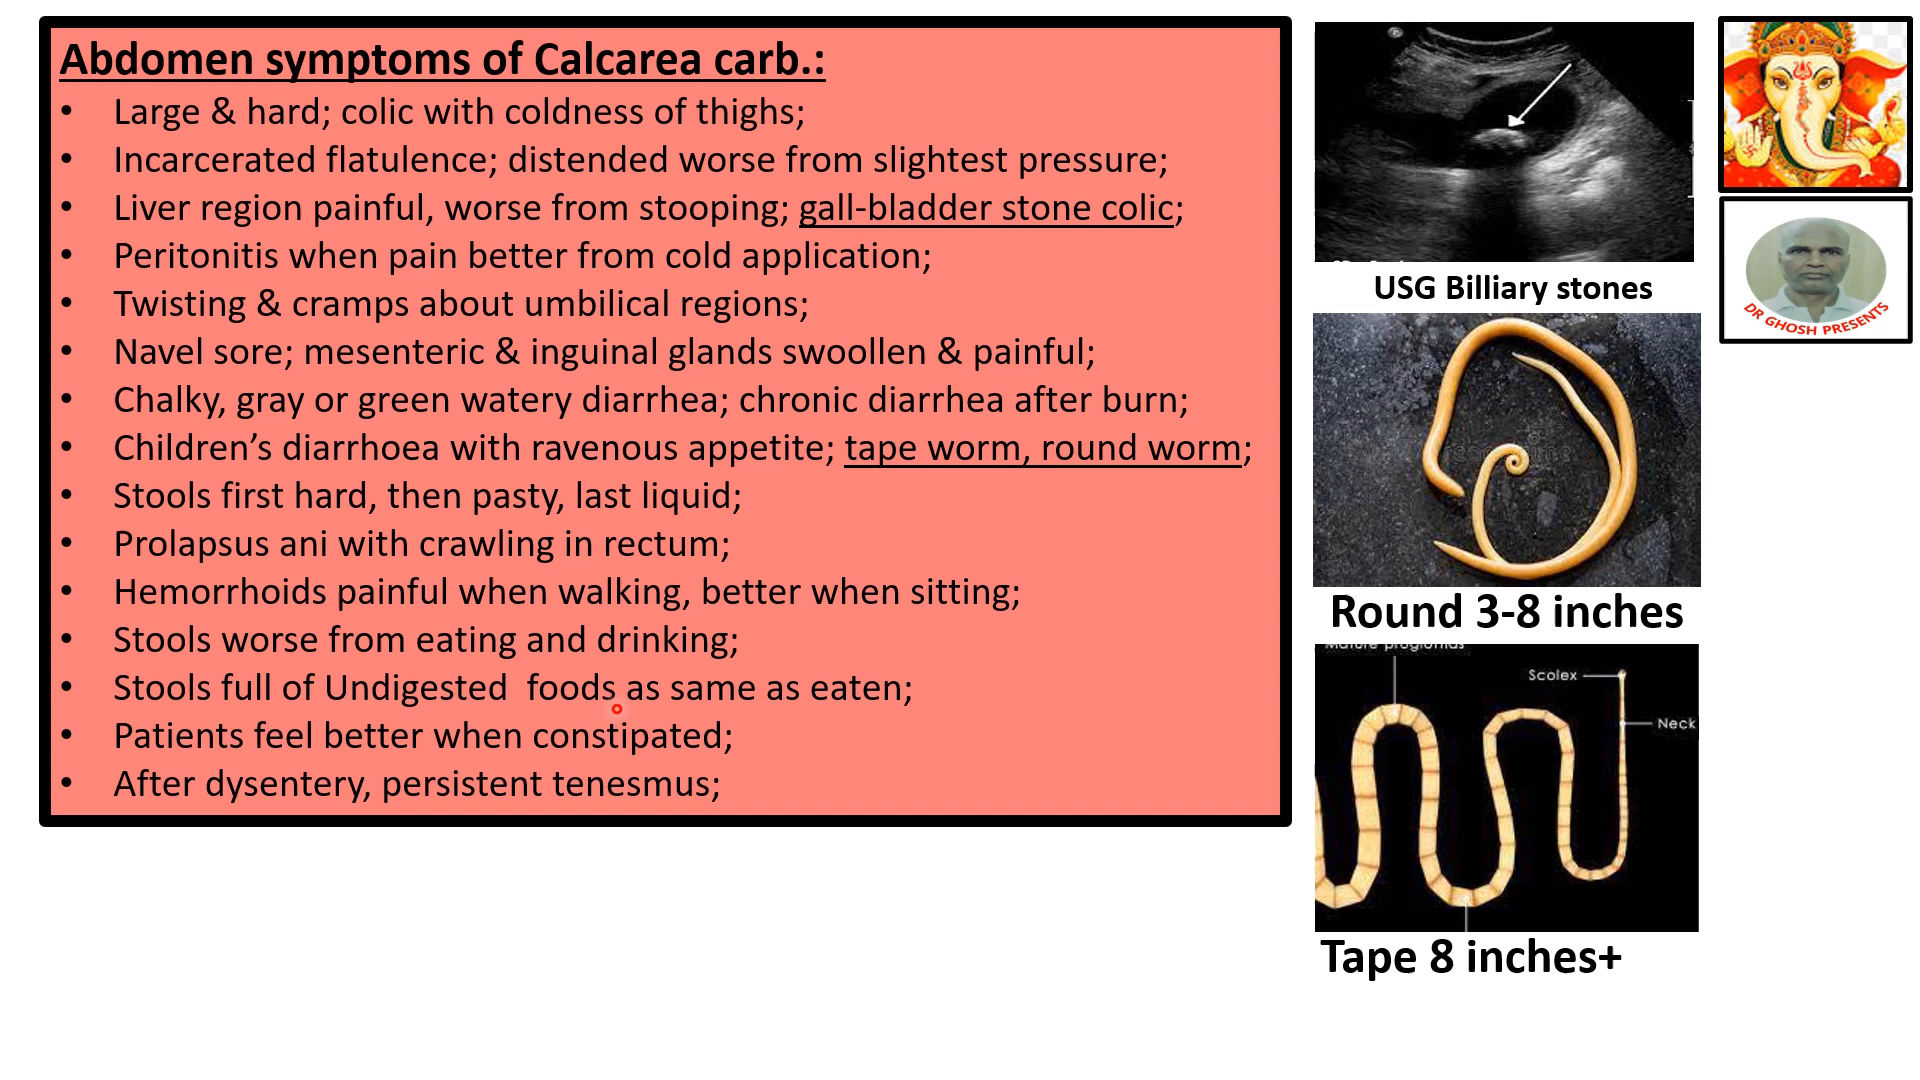 Abdomen symptoms of Calcarea carb.:
• Large & hard; colic with coldness of thighs;
• Incarcerated flatulence; distended worse from slightest pressure;
• Liver region painful, worse from stooping; gall-bladder stone colic;
• Peritonitis when pain better from cold application;
• Twisting & cramps about umbilical regions;
• Navel sore; mesenteric & inguinal glands swoollen & painful;
• Chalky, gray or green watery diarrhea; chronic diarrhea after burn;
• Children’s diarrhoea with ravenous appetite; tape worm, round worm;
• Stools first hard, then pasty, last liquid;
• Prolapsus ani with crawling in rectum;
• Hemorrhoids painful when walking, better when sitting;
• Stools worse from eating and drinking;
• Stools full of Undigested  foods as same as eaten;
• Patients feel better when constipated;
• After dysentery, persistent tenesmus;
USG Billiary stones
Round 3-8 inches
Mature proglottids
Scolex
Neck
Tape 8 inches+
DR GHOSH PRESENTS